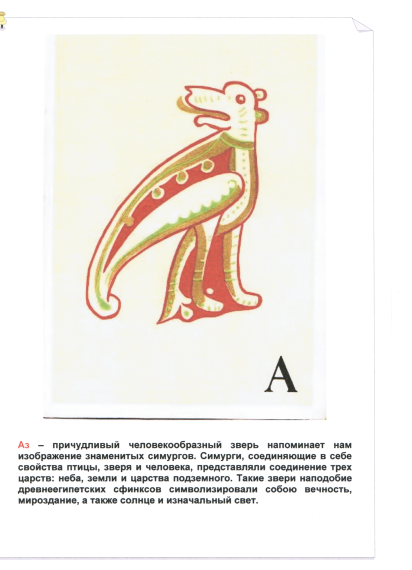 А
Аз – причудливый человекообразный зверь напоминает нам
изображение знаменитых симургов. Симурги, соединяющие в себе
свойства птицы, зверя и человека, представляли соединение трех
царств: неба, земли и царства подземного. Такие звери наподобие
древнеегипетских сфинксов символизировали собою вечность,
мироздание, а также солнце и изначальный свет.